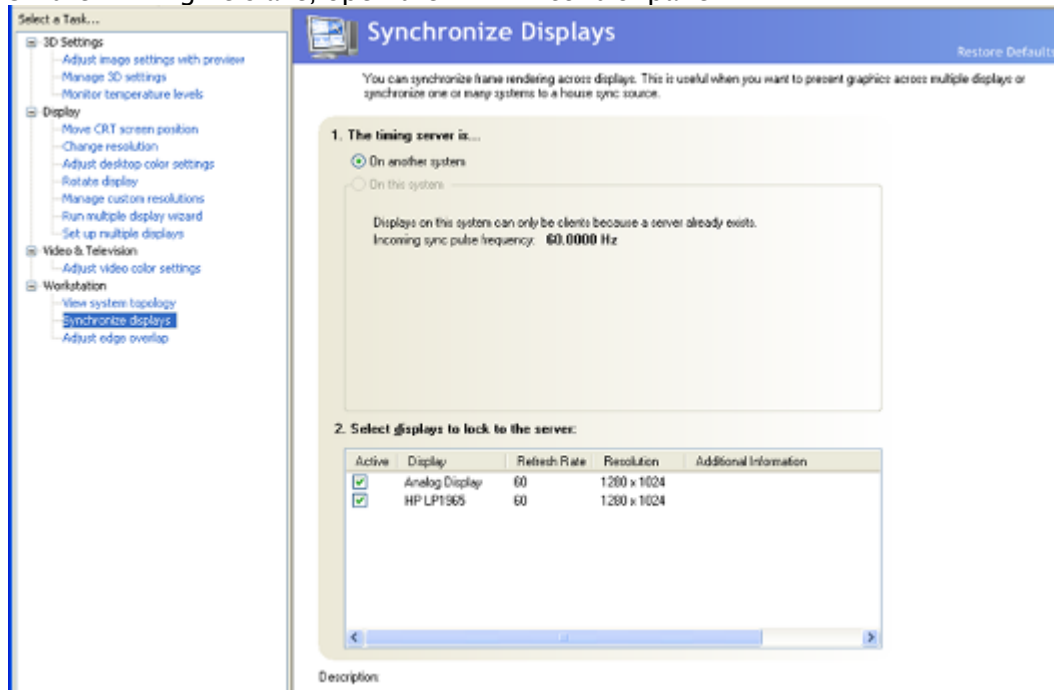 Select a Task...
3D Settings
Adjust image settings with preview
Manage 3D settings
Monitor temperature levels
Display
Move CRT screen position
Change resolution
Adjust desktop color settings
Rotate display
Manage custom resolutions
Run multiple display wizard
Set up multiple displays
Video & Television
Adjust video color settings
Workstation
View system topology
Synchronize displays
Adjust edge overlap
Synchronize Displays
Restore Defaults
You can synchronize frame rendering across displays. This is useful when you want to present graphics across multiple displays or
synchronize one or many systems to a house sync source.
1. The timing server is...
On another system
On this system
Displays on this system can only be clients because a server already exists.
Incoming sync pulse frequency: 60.0000 Hz
2. Select displays to lock to the server:
Active Display Refresh Rate Resolution Additional Information
Analog Display 60 1280 x 1024
HP LP1965 60 1280 x 1024
Description: